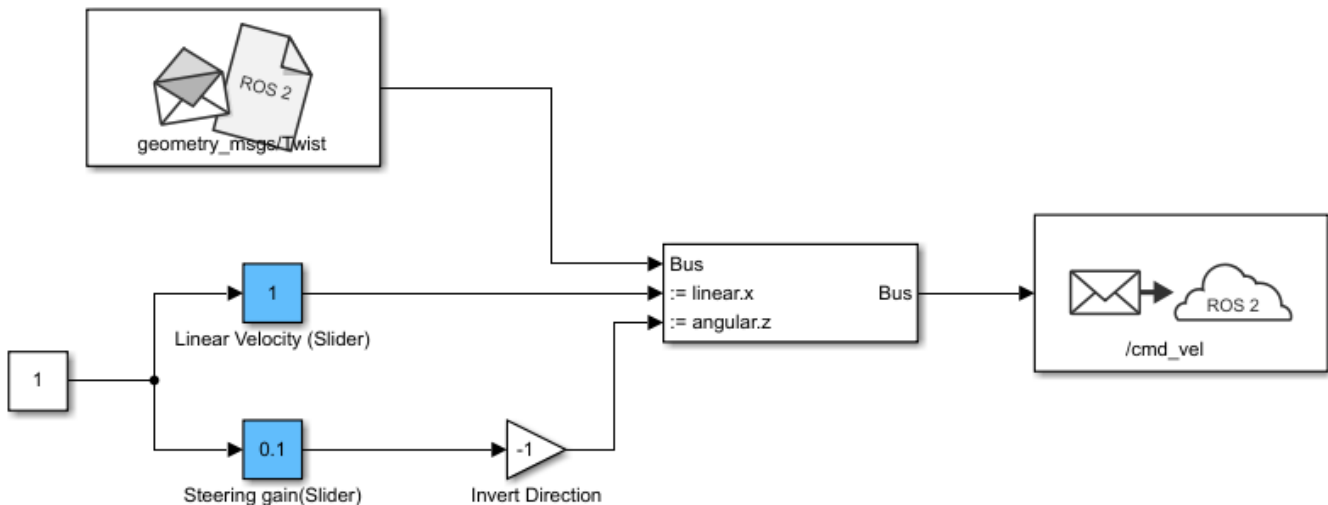 ROS 2
geometry_msgs/Twist
Bus
:= linear.x
:= angular.z
Bus
ROS 2
/cmd_vel
1
Linear Velocity (Slider)
1
0.1
Steering gain(Slider)
-1
Invert Direction